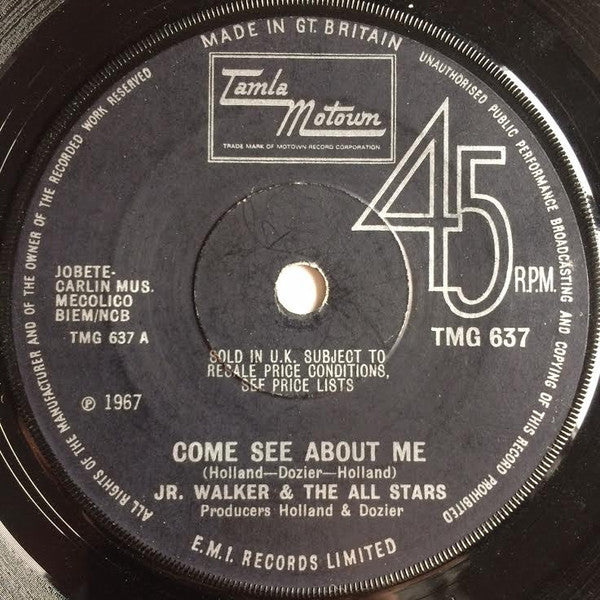 MADE IN GT. BRITAIN
Tamla
Motown
TRADE MARK OF MOTOWN RECORD CORPORATION
45
R.P.M.
TMG 637
JOBETE-
CARLIN MUS.
MECOLICO
BIEM/NCB
TMG 637 A
SOLD IN U.K. SUBJECT TO
RESALE PRICE CONDITIONS,
SEE PRICE LISTS
℗ 1967
COME SEE ABOUT ME
(Holland—Dozier—Holland)
JR. WALKER & THE ALL STARS
Producers Holland & Dozier
E.M.I. RECORDS LIMITED
ALL RIGHTS OF THE MANUFACTURER AND OF THE OWNER OF THE RECORDED WORK RESERVED
UNAUTHORISED PUBLIC PERFORMANCE BROADCASTING AND COPYING OF THIS RECORD PROHIBITED